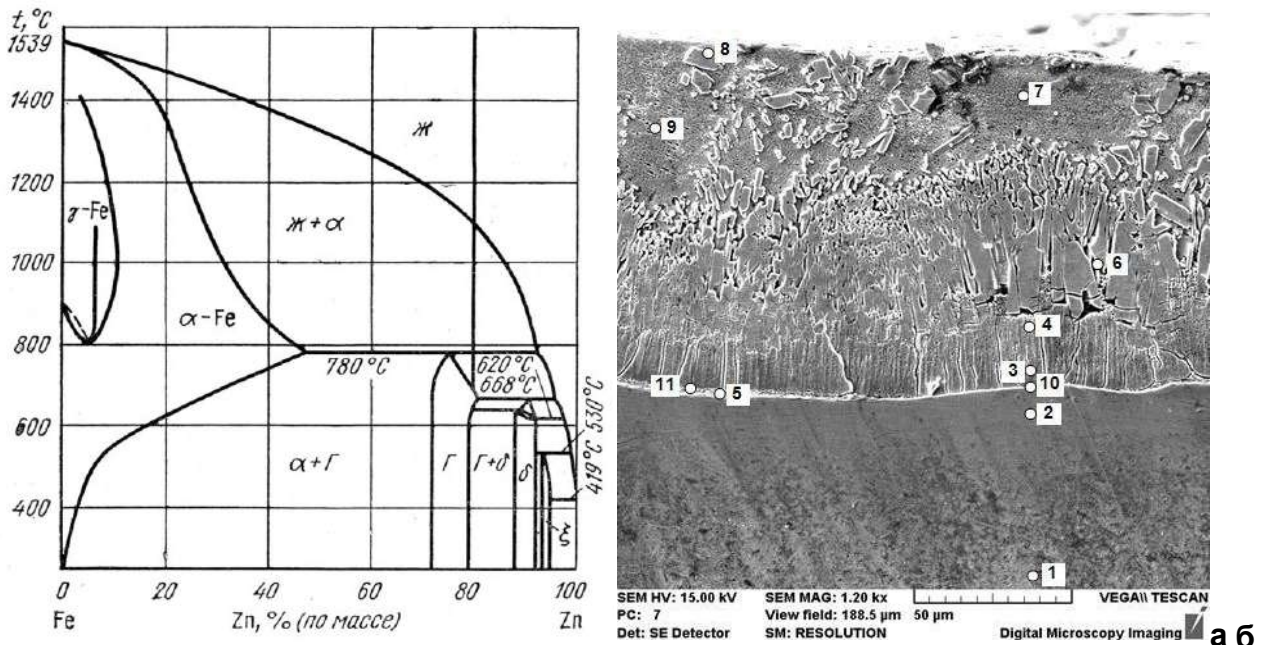 t,°C
1539
1400
1200
1000
800
600
400
Ж
γ-Fe
Ж+α
α-Fe
780°C
620°C
668°C
530°C
419°C
α+Γ
Γ
Γ+δ
δ
ξ
0 20 40 60 80 100
Fe Zn,% (по массе) Zn
8
7
9
6
4
3
11 5 10
2
1
SEM HV: 15.00 kV SEM MAG: 1.20 kx VEGA\\ TESCAN
PC: 7 View field: 188.5 µm 50 µm
Det: SE Detector SM: RESOLUTION Digital Microscopy Imaging
а б